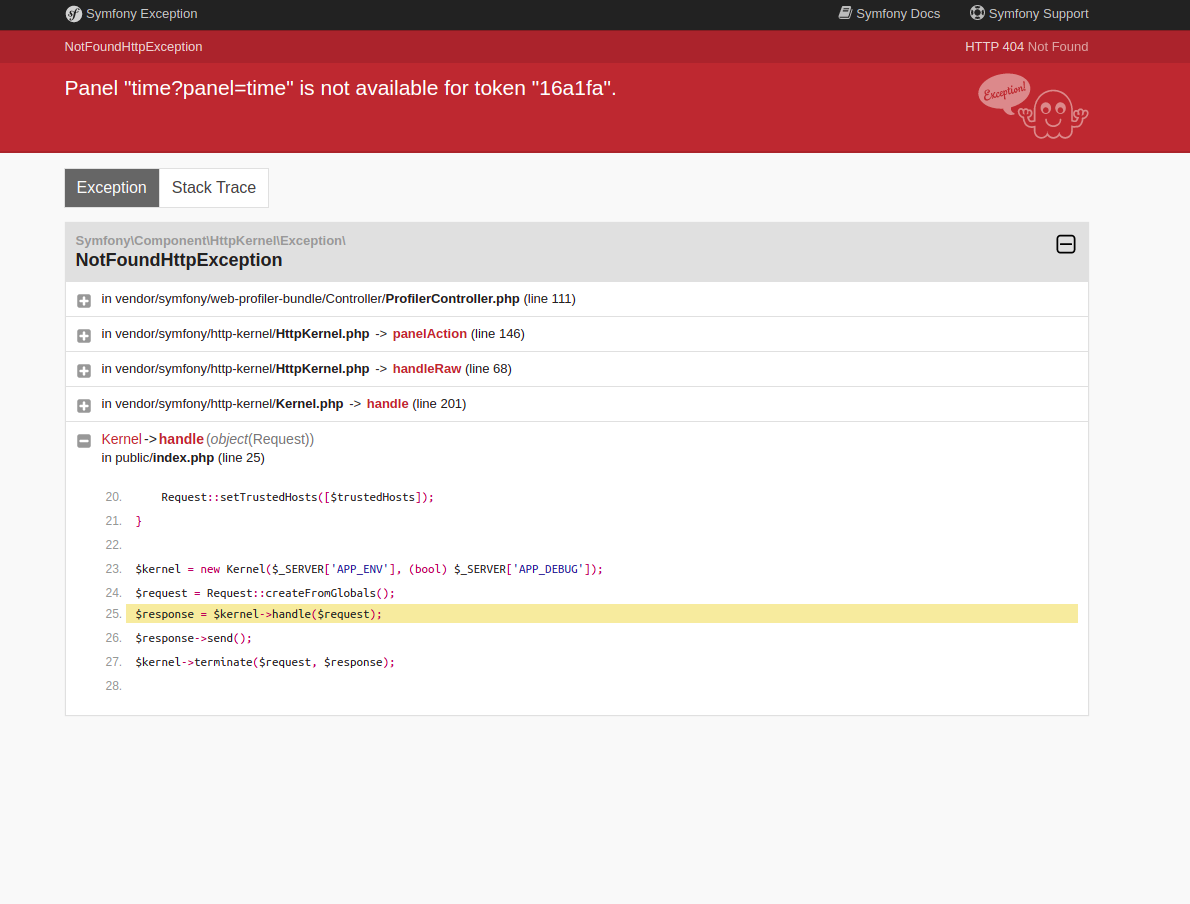 Symfony Exception Symfony Docs Symfony Support
NotFoundHttpException HTTP 404 Not Found
Panel "time?panel=time" is not available for token "16a1fa".
Exception!
Exception Stack Trace
Symfony\Component\HttpKernel\Exception\
NotFoundHttpException
in vendor/symfony/web-profiler-bundle/Controller/ProfilerController.php (line 111)
in vendor/symfony/http-kernel/HttpKernel.php -> panelAction (line 146)
in vendor/symfony/http-kernel/HttpKernel.php -> handleRaw (line 68)
in vendor/symfony/http-kernel/Kernel.php -> handle (line 201)
Kernel->handle(object(Request))
in public/index.php (line 25)
20.     Request::setTrustedHosts([$trustedHosts]);
21. }
22.
23. $kernel = new Kernel($_SERVER['APP_ENV'], (bool) $_SERVER['APP_DEBUG']);
24. $request = Request::createFromGlobals();
25. $response = $kernel->handle($request);
26. $response->send();
27. $kernel->terminate($request, $response);
28.